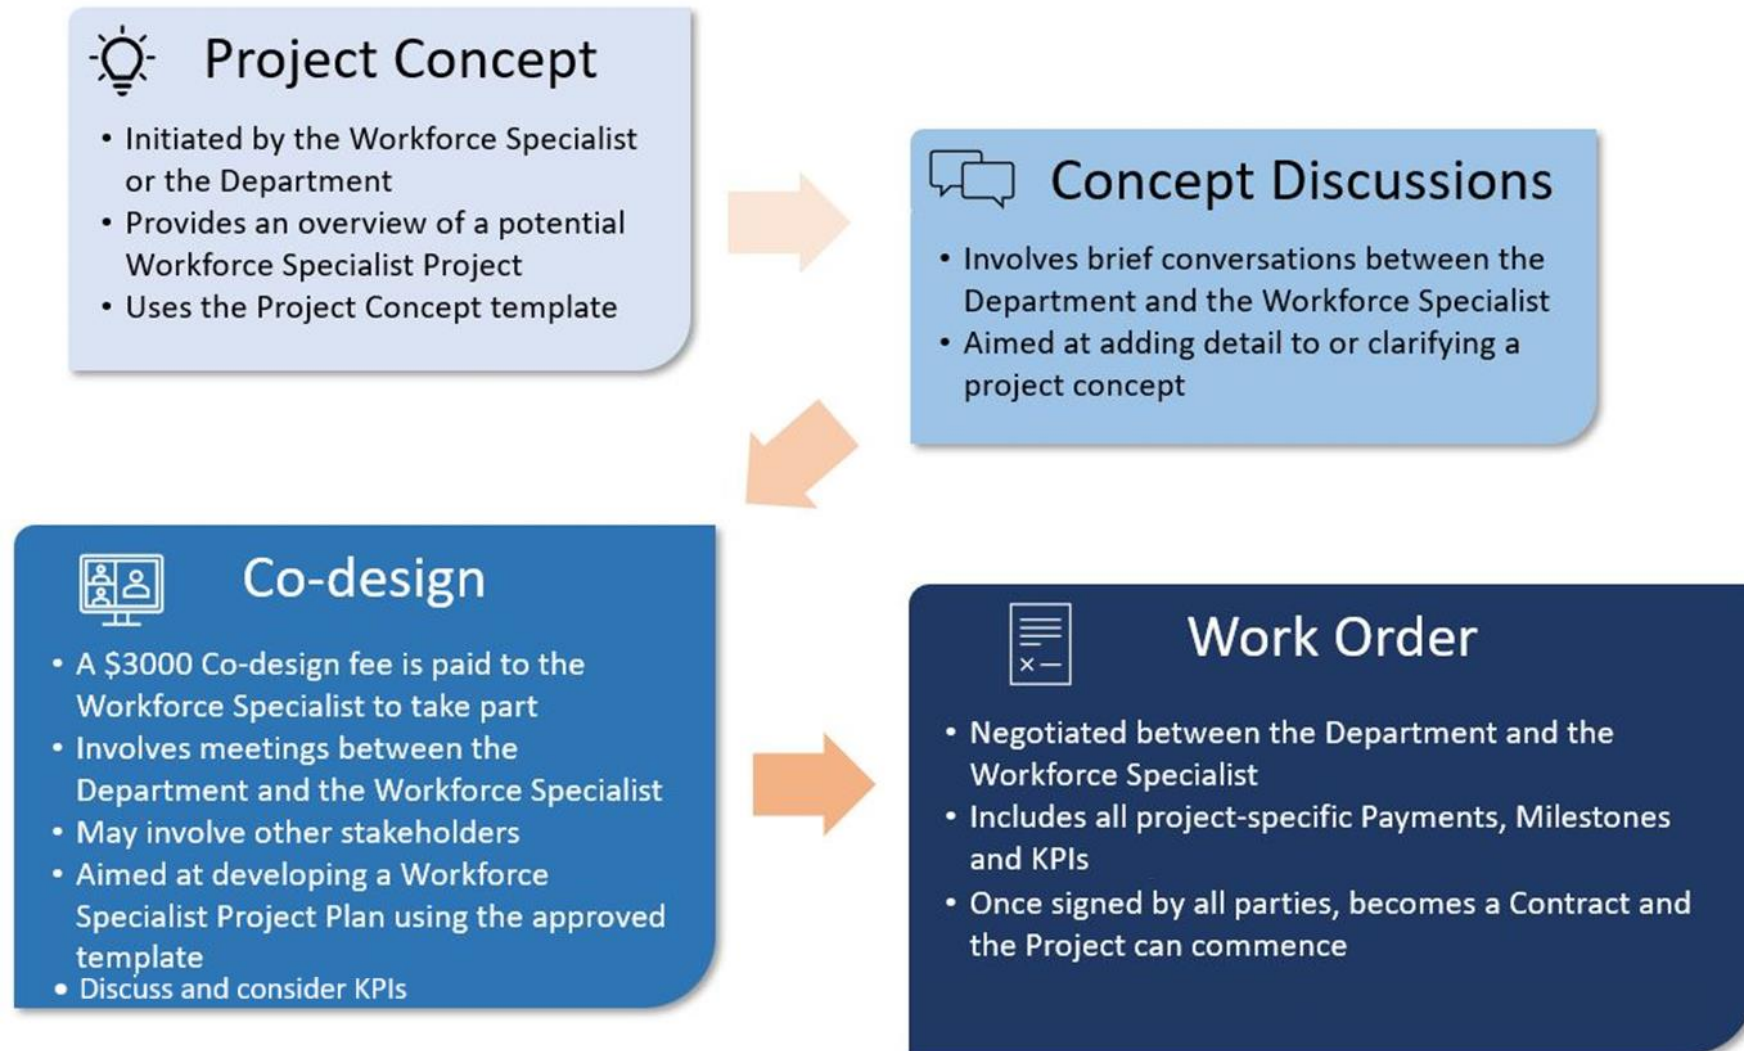 Project Concept
• Initiated by the Workforce Specialist
or the Department
• Provides an overview of a potential
Workforce Specialist Project
• Uses the Project Concept template
Concept Discussions
• Involves brief conversations between the
Department and the Workforce Specialist
• Aimed at adding detail to or clarifying a
project concept
Co-design
• A $3000 Co-design fee is paid to the
Workforce Specialist to take part
• Involves meetings between the
Department and the Workforce Specialist
• May involve other stakeholders
• Aimed at developing a Workforce
Specialist Project Plan using the approved
template
• Discuss and consider KPIs
Work Order
• Negotiated between the Department and the
Workforce Specialist
• Includes all project-specific Payments, Milestones
and KPIs
• Once signed by all parties, becomes a Contract and
the Project can commence